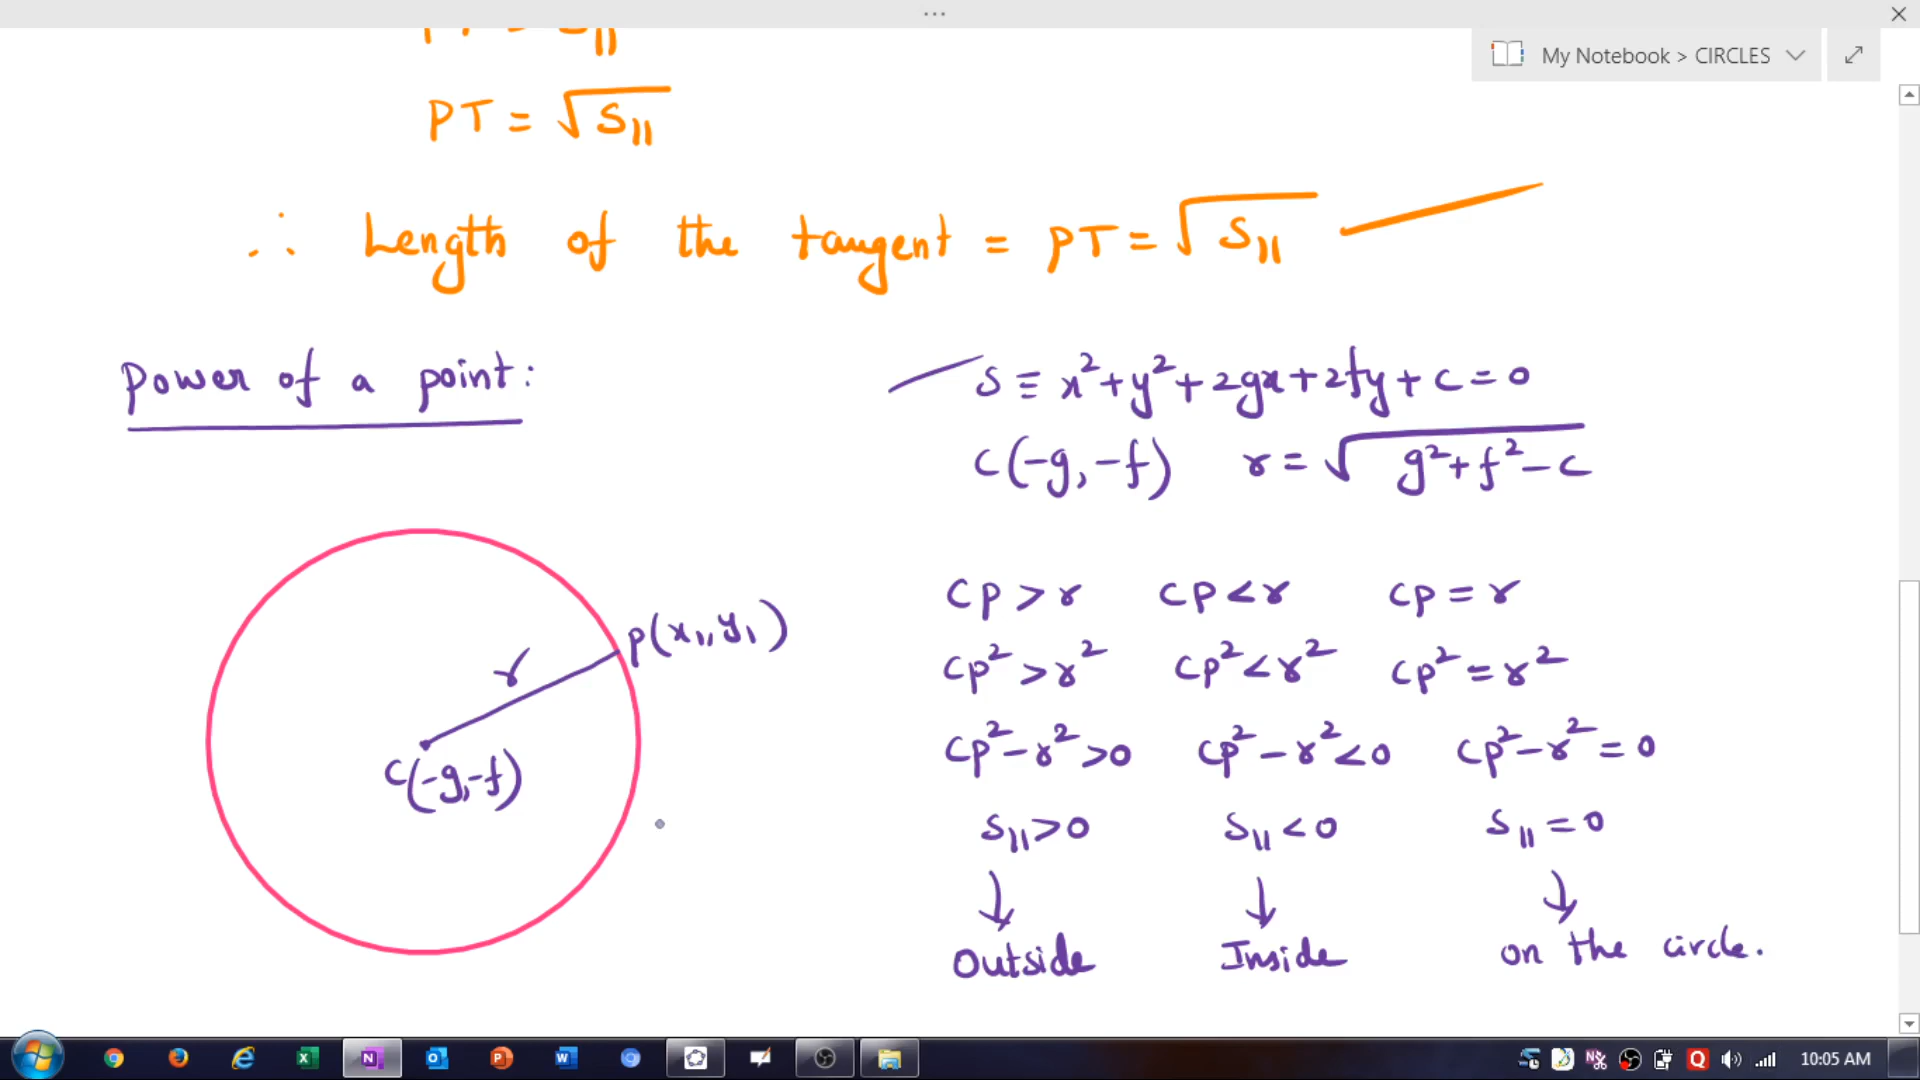 ...
My Notebook > CIRCLES
PT = √S₁₁
∴ Length of the tangent = PT = √S₁₁
Power of a point:
S ≡ x² + y² + 2gx + 2fy + c = 0
C(-g, -f) r = √g² + f² - c
CP > r CP < r CP = r
CP² > r² CP² < r² CP² = r²
CP² - r² > 0 CP² - r² < 0 CP² - r² = 0
S₁₁ > 0 S₁₁ < 0 S₁₁ = 0
↓ ↓ ↓
Outside Inside on the circle.
r
P(x₁, y₁)
C(-g, -f)
10:05 AM